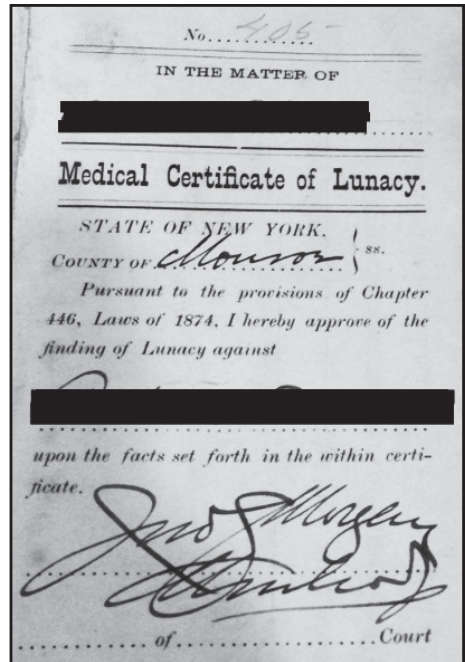 No. 405
IN THE MATTER OF
Medical Certificate of Lunacy.
STATE OF NEW YORK,
COUNTY OF Monroe } ss.
Pursuant to the provisions of Chapter
446, Laws of 1874, I hereby approve of the
finding of Lunacy against
upon the facts set forth in the within certi-
ficate.
Morgan
of Court